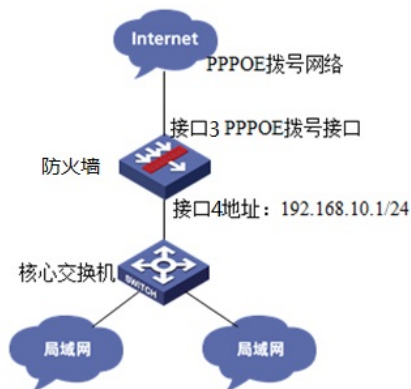 Internet
PPPOE拨号网络
接口3 PPPOE拨号接口
防火墙
接口4地址：192.168.10.1/24
核心交换机
SWITCH
局域网
局域网